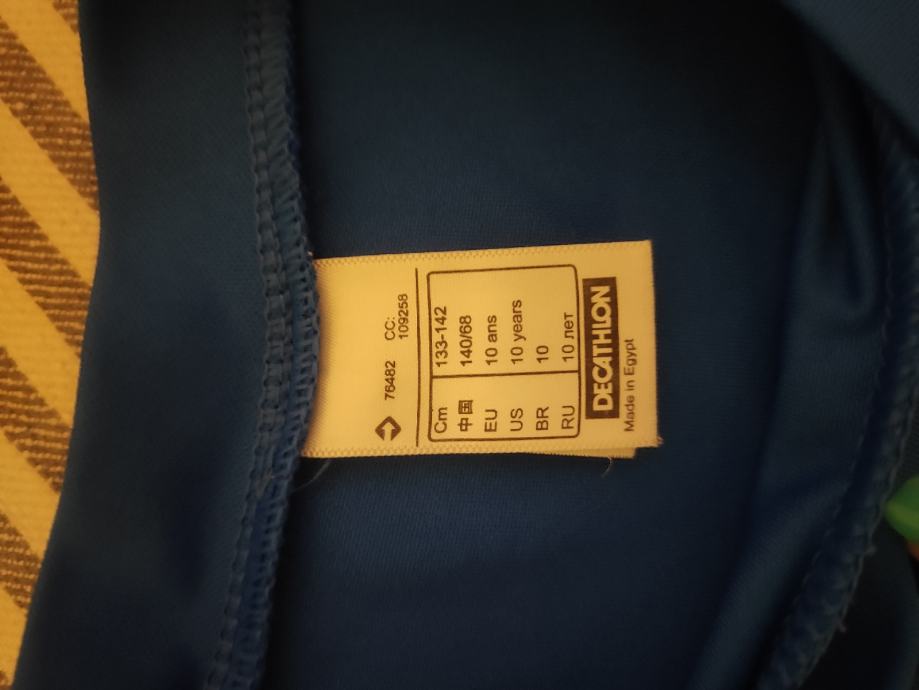 76482 CC:
109258
Cm 133-142
中国 140/68
EU 10 ans
US 10 years
BR 10
RU 10 лет
DECATHLON
Made in Egypt